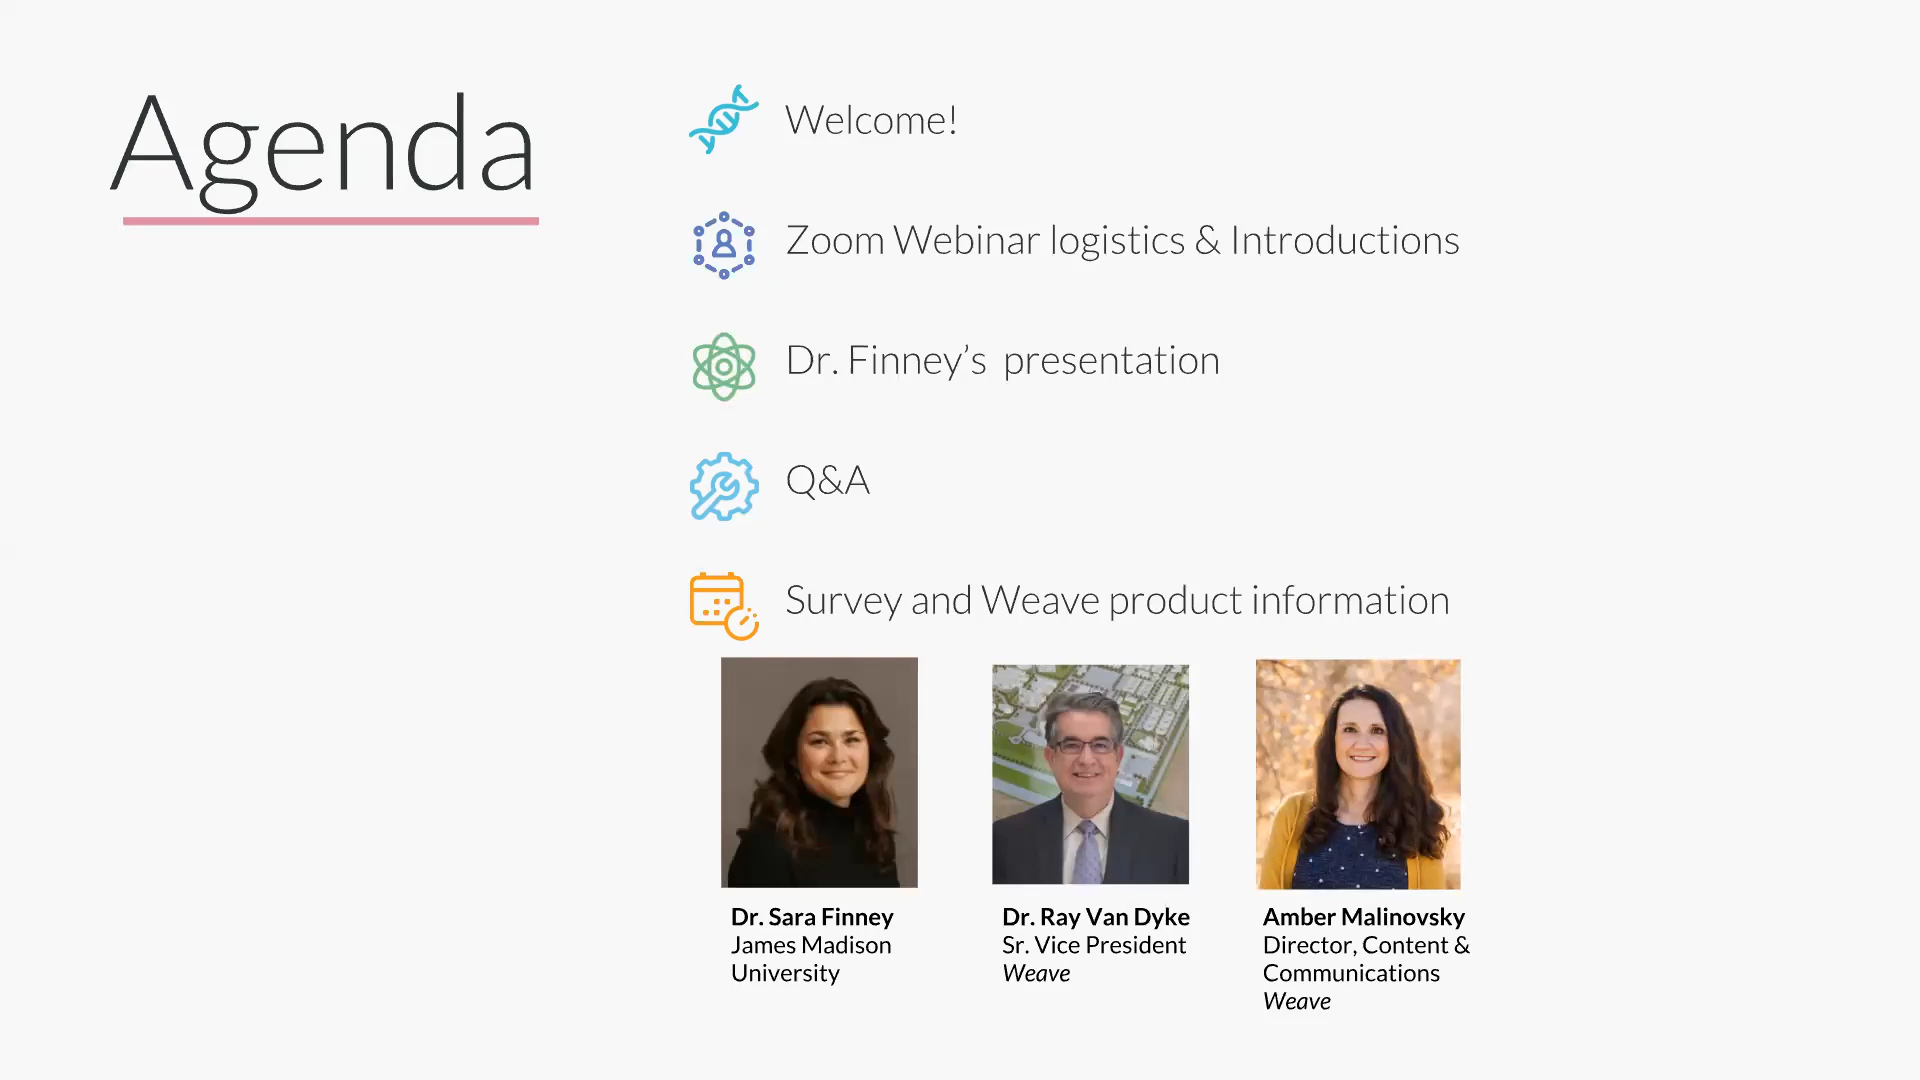 Agenda
Welcome!
Zoom Webinar logistics & Introductions
Dr. Finney's presentation
Q&A
Survey and Weave product information
Dr. Sara Finney
James Madison
University
Dr. Ray Van Dyke
Sr. Vice President
Weave
Amber Malinovsky
Director, Content &
Communications
Weave